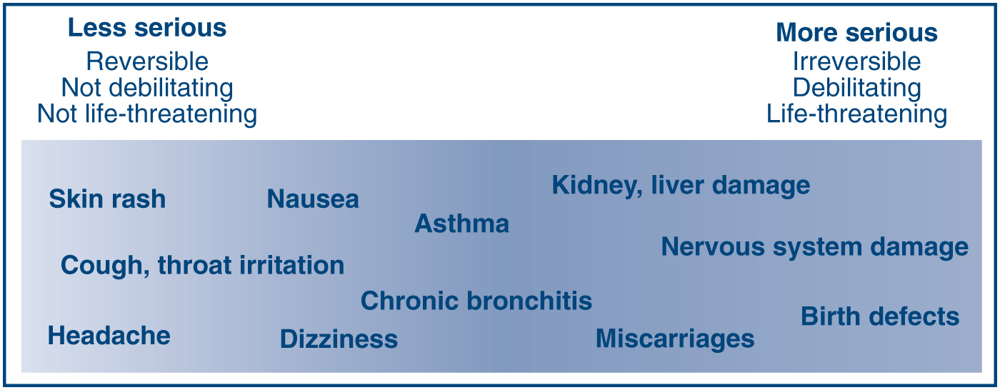 Less serious
Reversible
Not debilitating
Not life-threatening
More serious
Irreversible
Debilitating
Life-threatening
Skin rash
Nausea
Kidney, liver damage
Asthma
Nervous system damage
Cough, throat irritation
Chronic bronchitis
Birth defects
Headache
Dizziness
Miscarriages